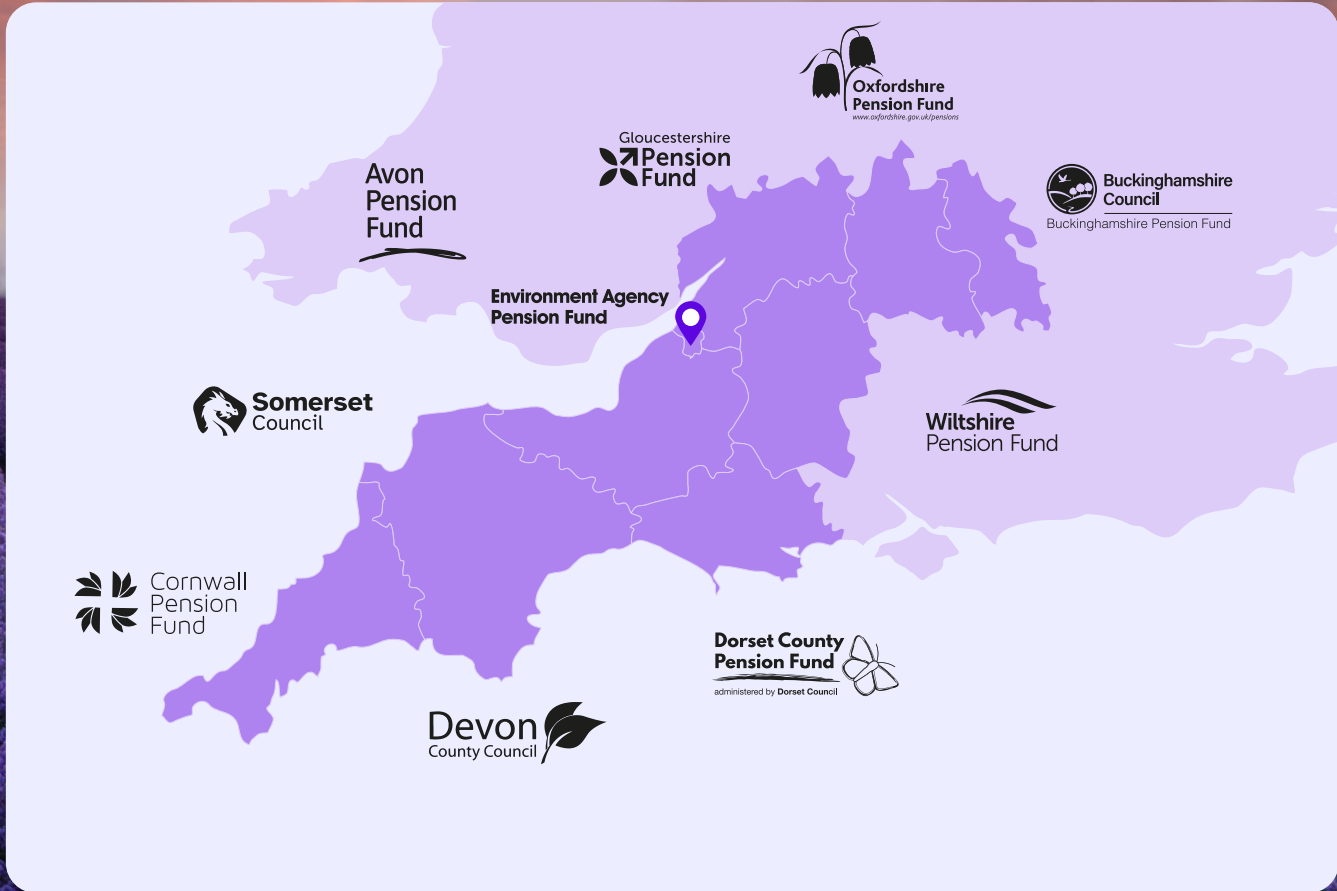 Oxfordshire
Pension Fund
www.oxfordshire.gov.uk/pensions
Gloucestershire
Pension
Fund
Avon
Pension
Fund
Buckinghamshire
Council
Buckinghamshire Pension Fund
Environment Agency
Pension Fund
Somerset
Council
Wiltshire
Pension Fund
Cornwall
Pension
Fund
Dorset County
Pension Fund
administered by Dorset Council
Devon
County Council